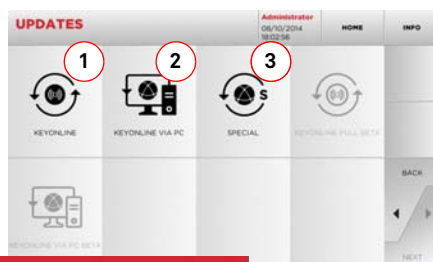 UPDATES
Administrator
08/10/2014
18:02:56
HOME
INFO
1
2
3
S
KEYONLINE
KEYONLINE VIA PC
SPECIAL
KEYONLINE FULL BETA
BACK
KEYONLINE VIA PC BETA
NEXT